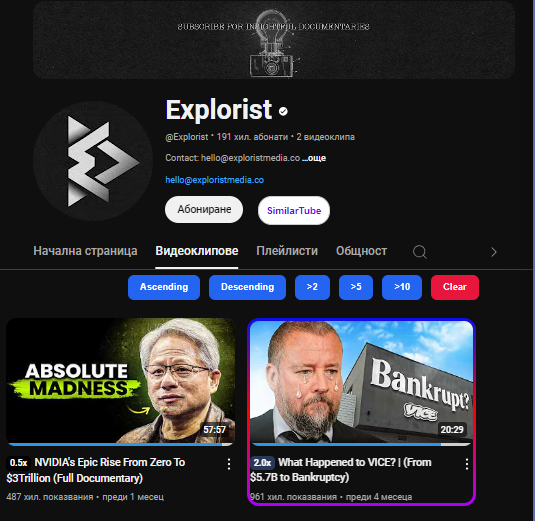 SUBSCRIBE FOR INSIGHTFUL DOCUMENTARIES
Explorist
@Explorist • 191 хил. абонати • 2 видеоклипа
Contact: hello@exploristmedia.co ...още
hello@exploristmedia.co
Абониране SimilarTube
Начална страница Видеоклипове Плейлисти Общност
Ascending Descending >2 >5 >10 Clear
ABSOLUTE
MADNESS
57:57
Bankrupt?
VICE
20:29
0.5x NVIDIA's Epic Rise From Zero To
$3Trillion (Full Documentary)
487 хил. показвания • преди 1 месец
2.0x What Happened to VICE? | (From
$5.7B to Bankruptcy)
961 хил. показвания • преди 4 месеца